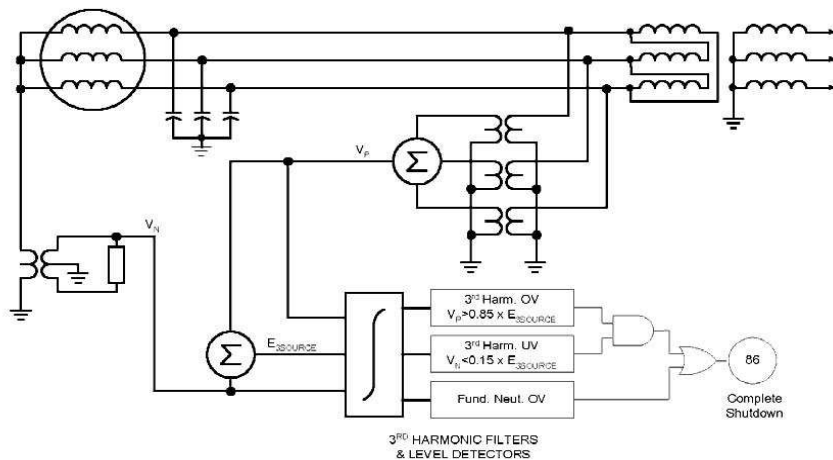 V_P
V_N
Σ
Σ
E_3SOURCE
3rd Harm. OV
V_P>0.85 x E_3SOURCE
3rd Harm. UV
V_N<0.15 x E_3SOURCE
Fund. Neut. OV
86
Complete
Shutdown
3RD HARMONIC FILTERS
& LEVEL DETECTORS